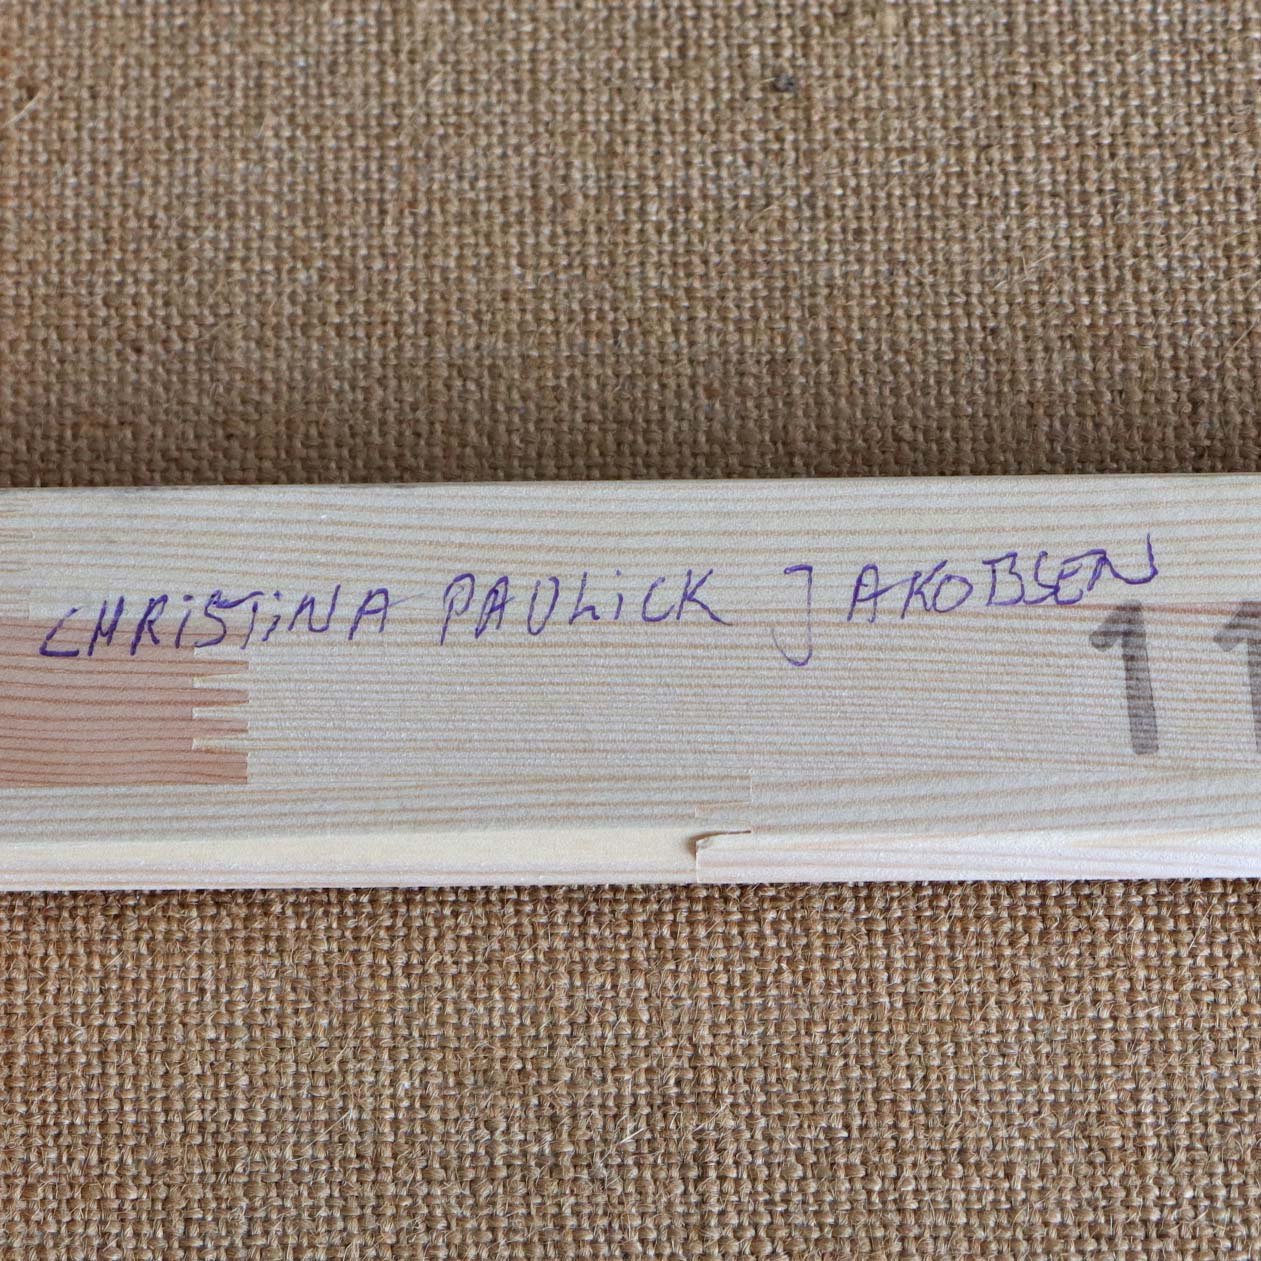 CHRiSTiNA PAULiCK JAKOBSEN
11